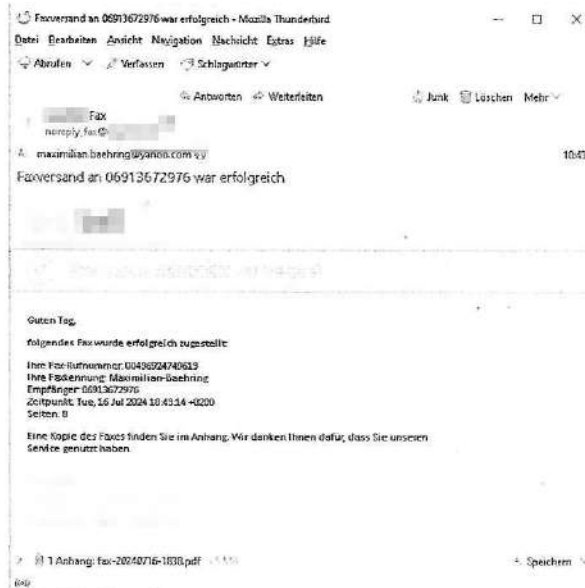 Faxversand an 06913672976 war erfolgreich - Mozilla Thunderbird
Datei Bearbeiten Ansicht Navigation Nachricht Extras Hilfe
Abrufen Verfassen Schlagwörter
Antworten Weiterleiten Junk Löschen Mehr
Fax
noreply_fax@
maximilian.baehring@yahoo.com
Faxversand an 06913672976 war erfolgreich
Guten Tag,
folgendes Fax wurde erfolgreich zugestellt:
Ihre Fax-Rufnummer: 00496924740619
Ihre Faxkennung: Maximilian-Baehring
Empfänger: 06913672976
Zeitpunkt: Tue, 16 Jul 2024 18:43:14 +0200
Seiten: 8
Eine Kopie des Faxes finden Sie im Anhang. Wir danken Ihnen dafür, dass Sie unseren
Service genutzt haben.
1 Anhang: fax-20240716-1838.pdf
Speichern